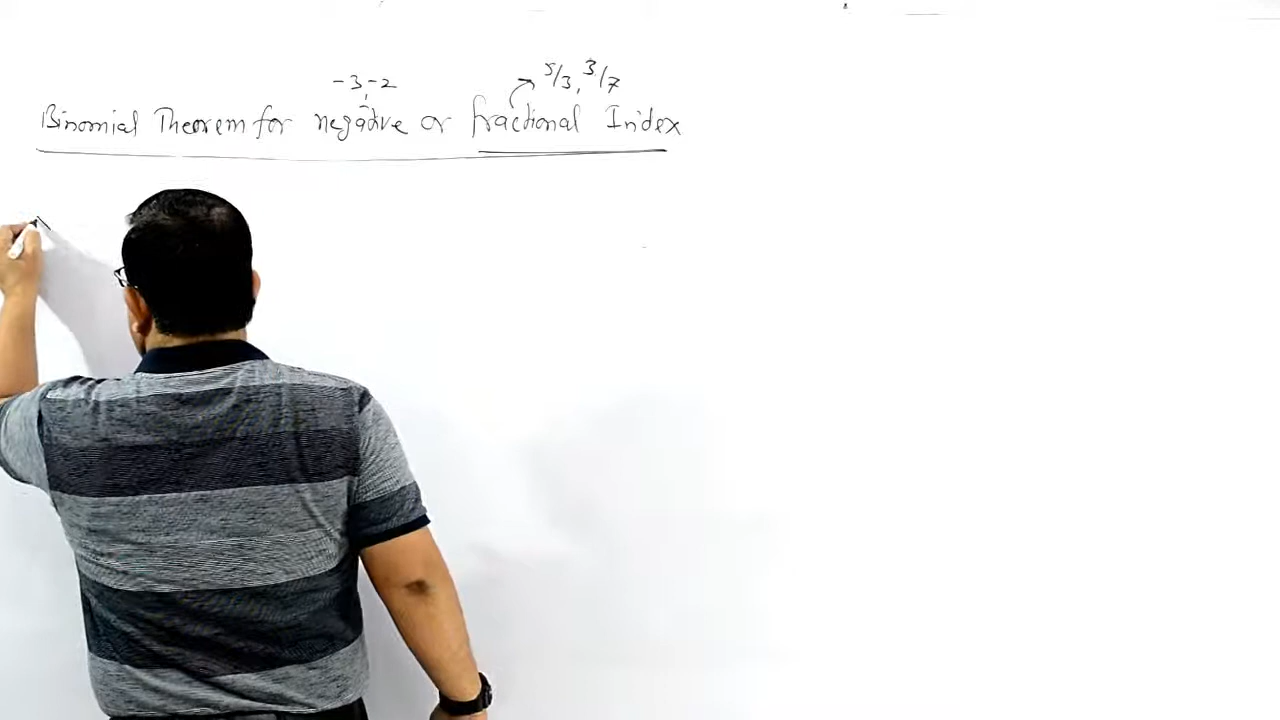 -3,-2 5/3, 3/7
Binomial Theorem for negative or fractional Index